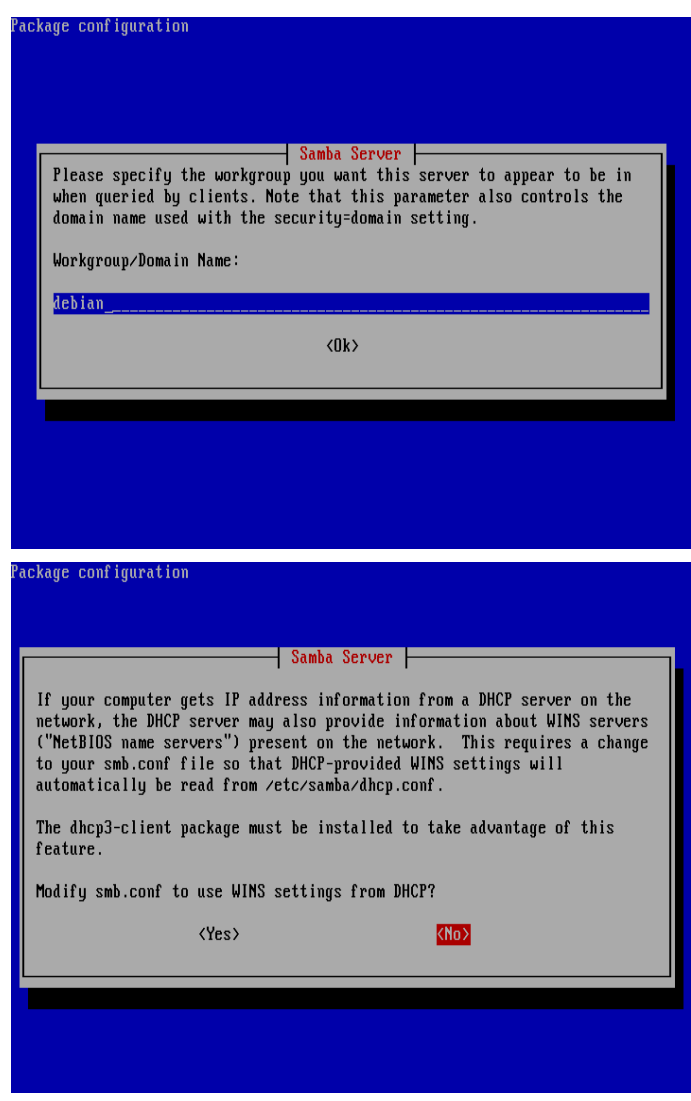 Package configuration
Samba Server
Please specify the workgroup you want this server to appear to be in
when queried by clients. Note that this parameter also controls the
domain name used with the security=domain setting.
Workgroup/Domain Name:
debian
<Ok>
Package configuration
Samba Server
If your computer gets IP address information from a DHCP server on the
network, the DHCP server may also provide information about WINS servers
("NetBIOS name servers") present on the network.  This requires a change
to your smb.conf file so that DHCP-provided WINS settings will
automatically be read from /etc/samba/dhcp.conf.
The dhcp3-client package must be installed to take advantage of this
feature.
Modify smb.conf to use WINS settings from DHCP?
<Yes> <No>